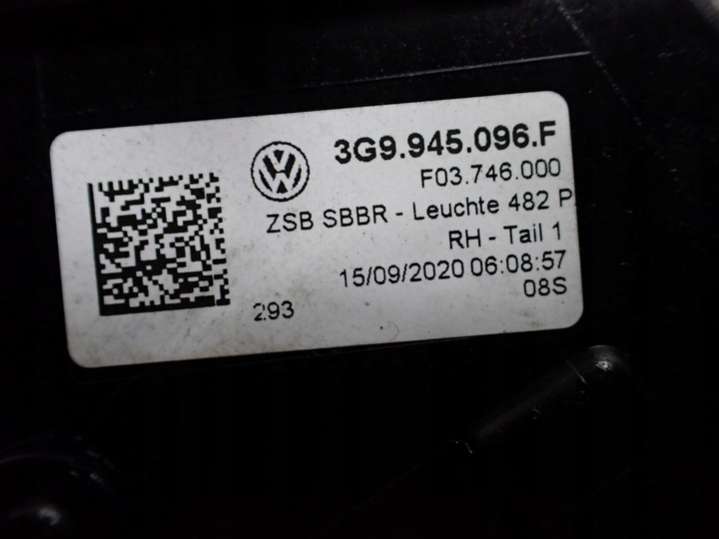 3G9.945.096.F
F03.746.000
ZSB SBBR - Leuchte 482 P
RH - Tail 1
15/09/2020 06:08:57
08S
293